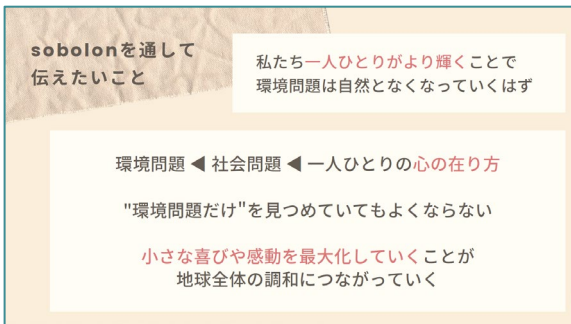 sobolonを通して
伝えたいこと
私たち一人ひとりがより輝くことで
環境問題は自然となくなっていくはず
環境問題 ◀ 社会問題 ◀ 一人ひとりの心の在り方
"環境問題だけ"を見つめていてもよくならない
小さな喜びや感動を最大化していくことが
地球全体の調和につながっていく